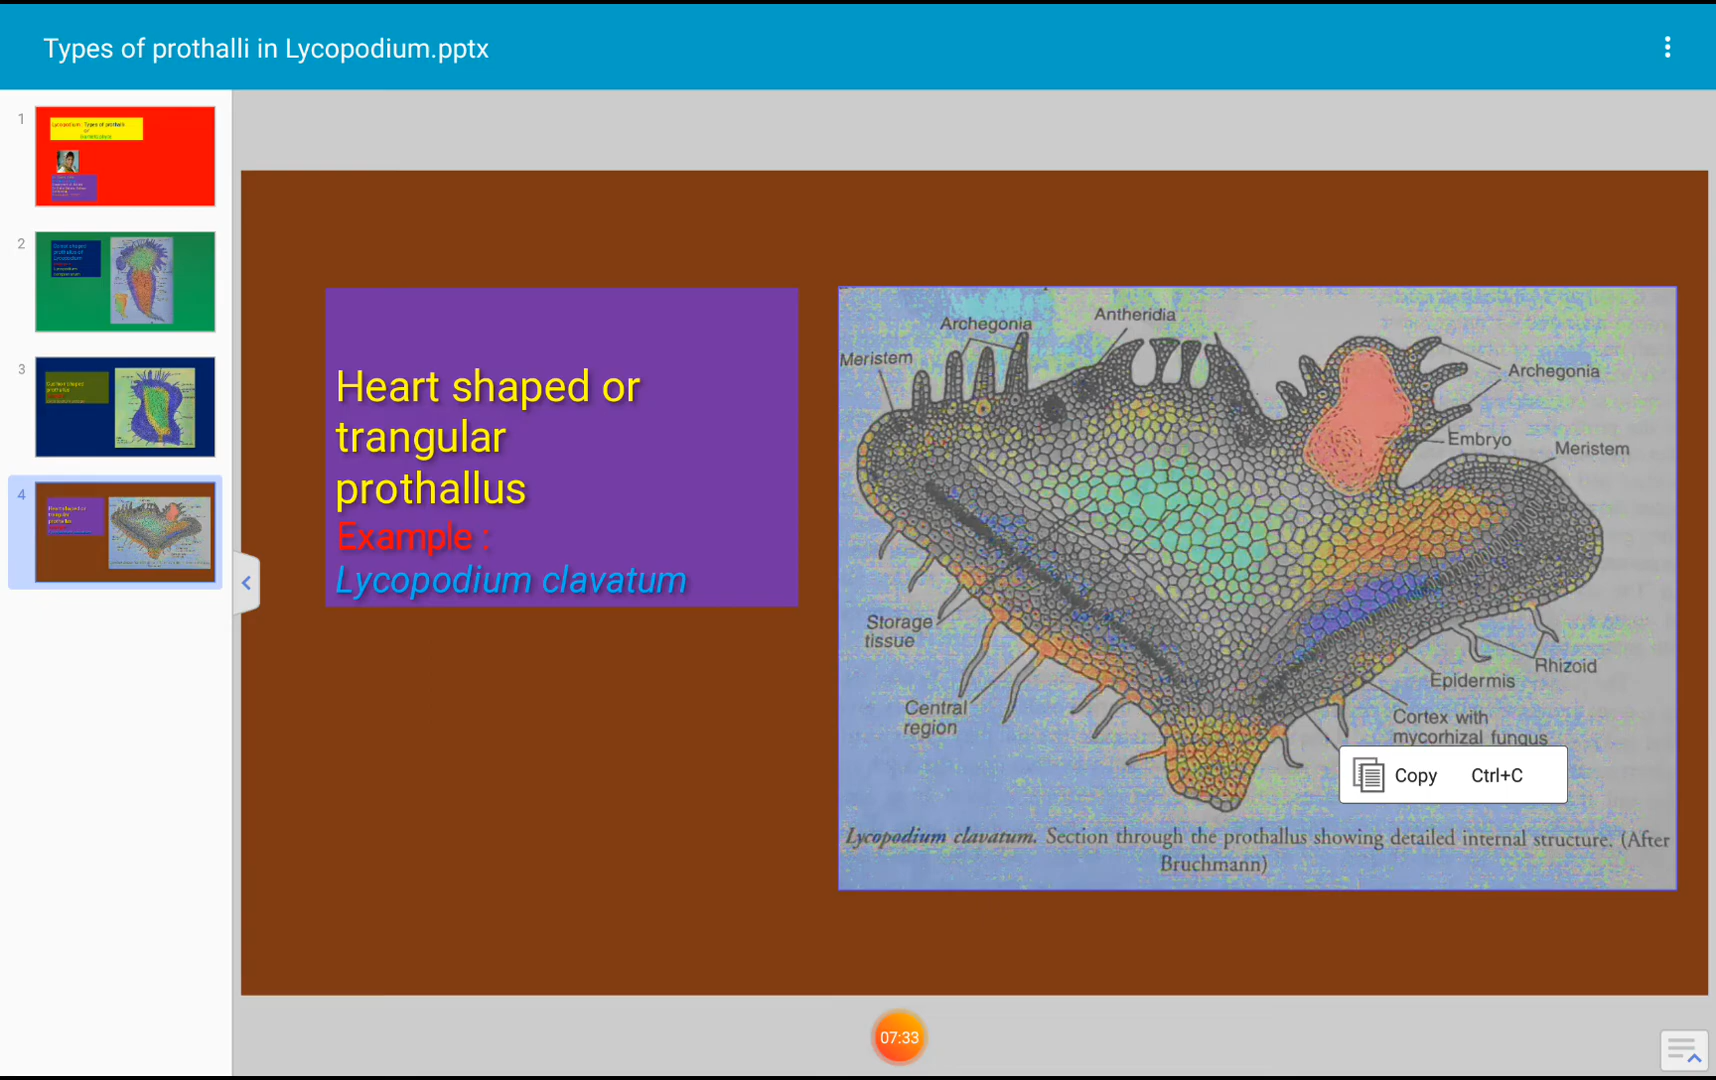 Types of prothalli in Lycopodium.pptx
1
2
3
4
Heart shaped or
trangular
prothallus
Example :
Lycopodium clavatum
Archegonia
Antheridia
Meristem
Archegonia
Embryo
Meristem
Storage
tissue
Rhizoid
Epidermis
Central
region
Cortex with
mycorhizal fungus
Copy Ctrl+C
Lycopodium clavatum. Section through the prothallus showing detailed internal structure. (After
Bruchmann)
07:33